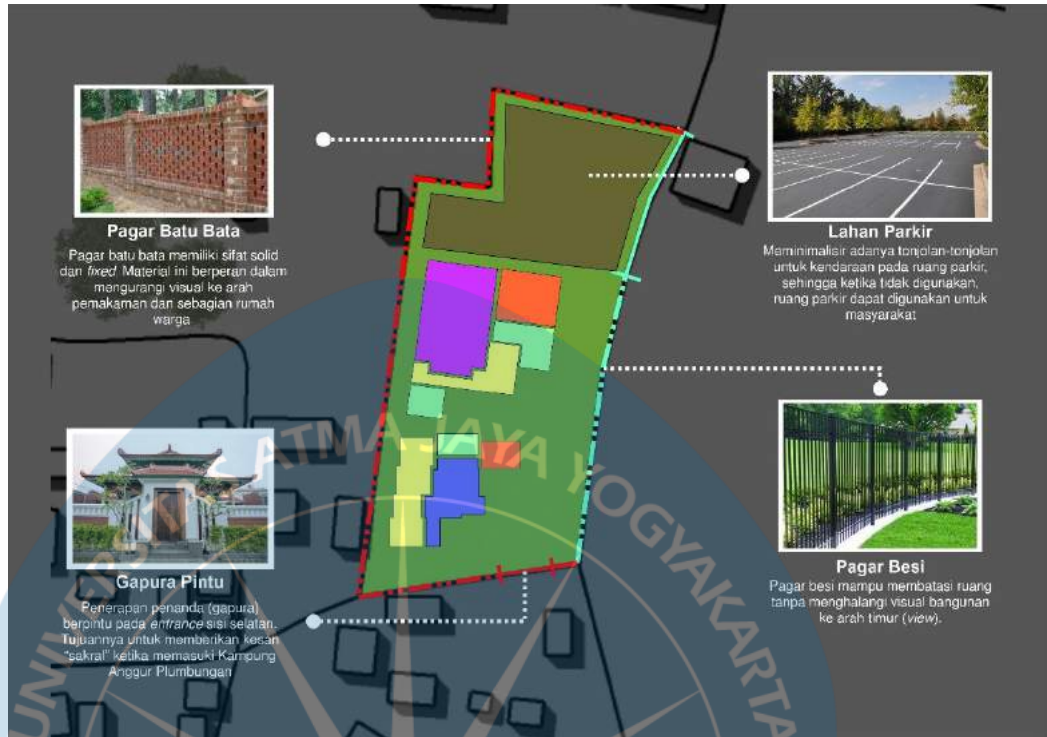 Pagar Batu Bata
Pagar batu bata memiliki sifat solid
dan fixed. Material ini berperan dalam
mengurangi visual ke arah
pemakaman dan sebagian rumah
warga
Lahan Parkir
Meminimalisir adanya tonjolan-tonjolan
untuk kendaraan pada ruang parkir,
sehingga ketika tidak digunakan,
ruang parkir dapat digunakan untuk
masyarakat
Gapura Pintu
Penerapan penanda (gapura)
berpintu pada entrance sisi selatan.
Tujuannya untuk memberikan kesan
"sakral" ketika memasuki Kampung
Anggur Plumbungan
Pagar Besi
Pagar besi mampu membatasi ruang
tanpa menghalangi visual bangunan
ke arah timur (view).
UNIVERSITAS ATMA JAYA YOGYAKARTA